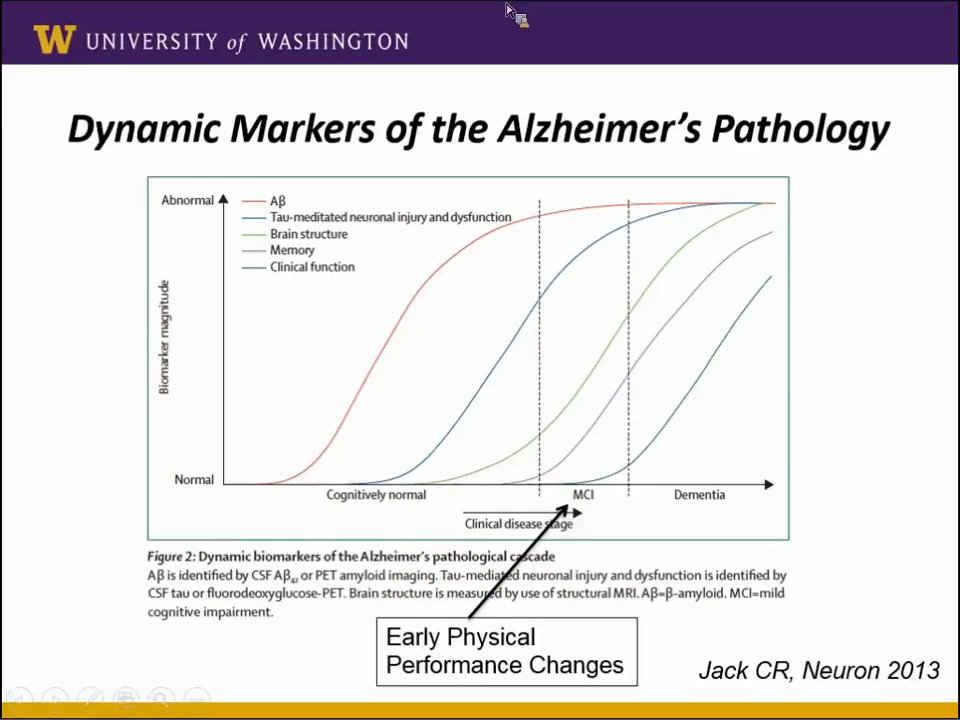 W UNIVERSITY of WASHINGTON
Dynamic Markers of the Alzheimer's Pathology
Abnormal
Aβ
Tau-meditated neuronal injury and dysfunction
Brain structure
Memory
Clinical function
Biomarker magnitude
Normal
Cognitively normal
MCI
Dementia
Clinical disease stage
Figure 2: Dynamic biomarkers of the Alzheimer's pathological cascade
Aβ is identified by CSF Aβ42 or PET amyloid imaging. Tau-mediated neuronal injury and dysfunction is identified by
CSF tau or fluorodeoxyglucose-PET. Brain structure is measured by use of structural MRI. Aβ=β-amyloid. MCI=mild
cognitive impairment.
Early Physical
Performance Changes
Jack CR, Neuron 2013